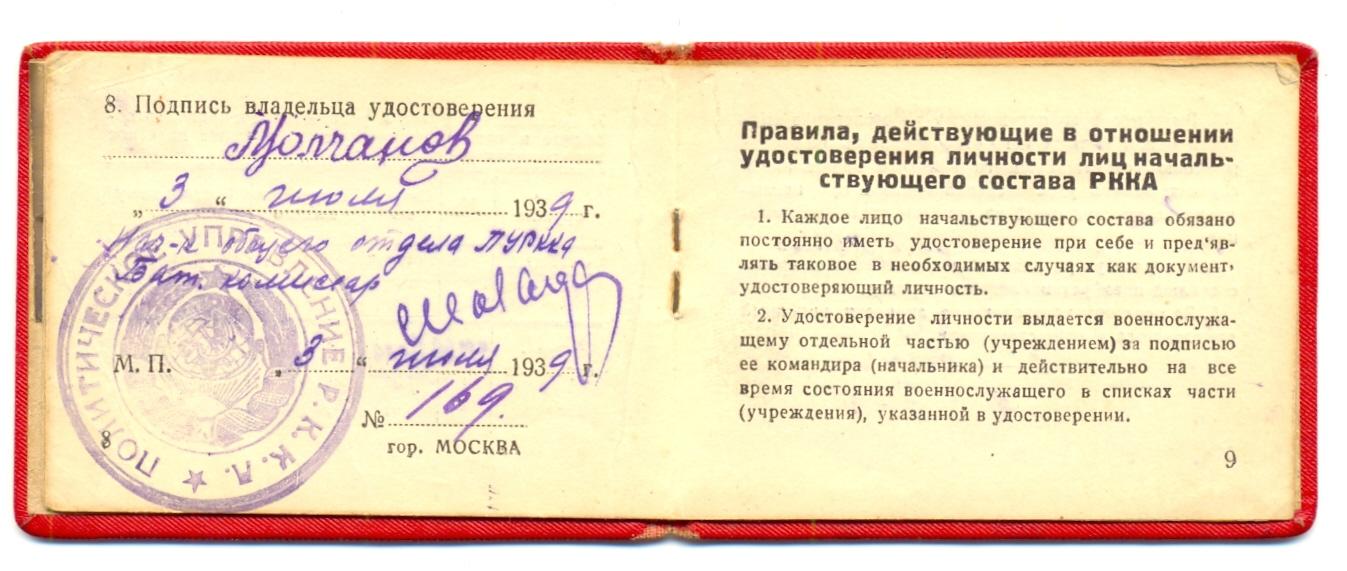 8. Подпись владельца удостоверения
Молчанов
„ 3 “ июля 1939 г.
Нач-к общего отдела ПУРККА
Бат. комиссар
М. П. „ 3 “ июля 1939 г.
№ 169.
гор. МОСКВА
8
ПОЛИТИЧЕСКОЕ УПРАВЛЕНИЕ Р.К.К.А.
Правила, действующие в отношении
удостоверения личности лиц началь-
ствующего состава РККА
1. Каждое лицо начальствующего состава обязано
постоянно иметь удостоверение при себе и пред‘яв-
лять таковое в необходимых случаях как документ,
удостоверяющий личность.
2. Удостоверение личности выдается военнослужа-
щему отдельной частью (учреждением) за подписью
ее командира (начальника) и действительно на все
время состояния военнослужащего в списках части
(учреждения), указанной в удостоверении.
9